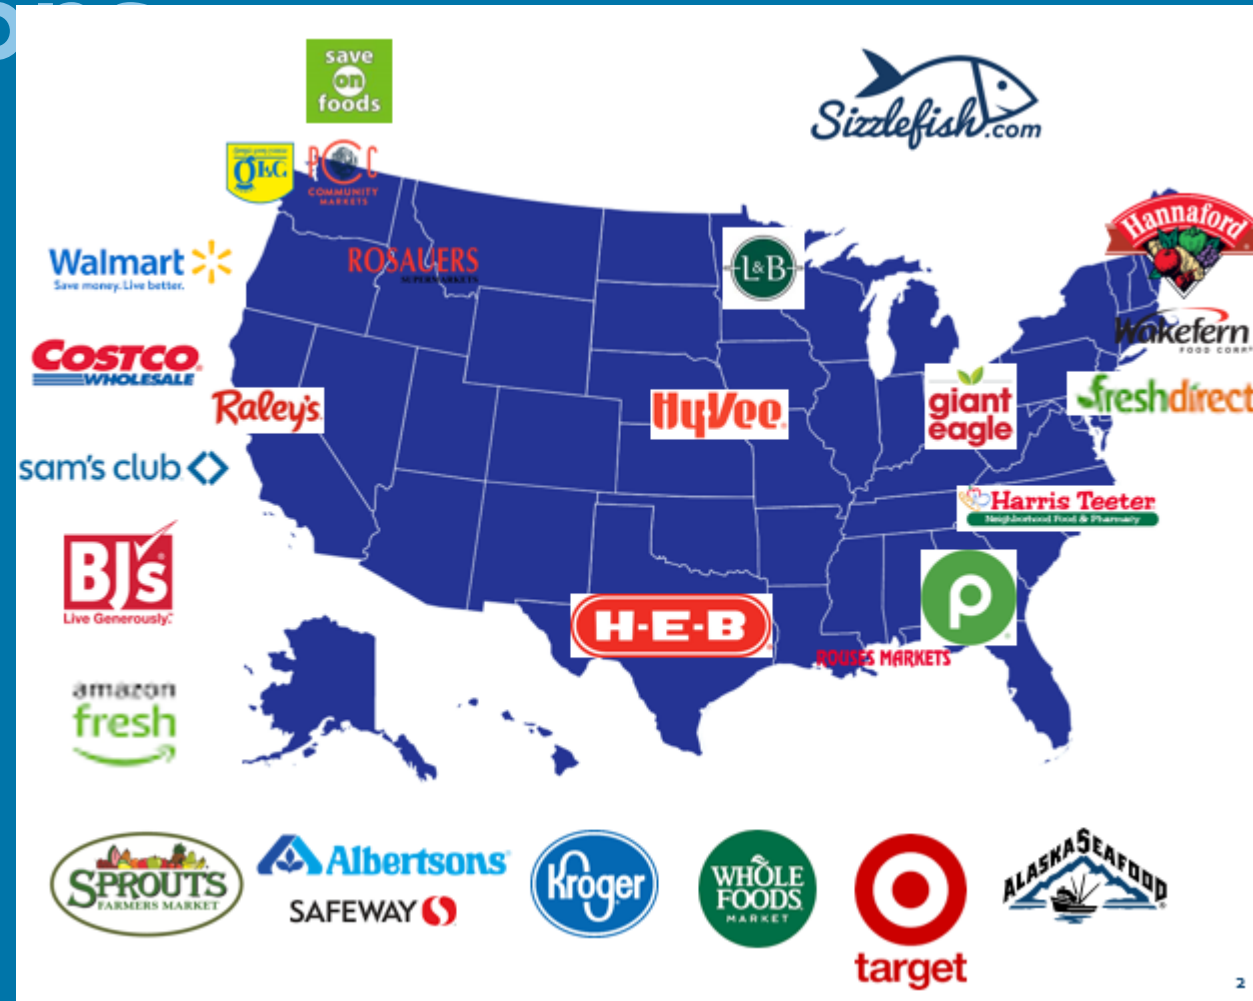 save
on
foods
Sizzlefish.com
QFC
PCC
COMMUNITY
MARKETS
Hannaford
Walmart
Save money. Live better.
ROSAUERS
SUPERMARKETS
L&B
Wakefern
FOOD CORP
COSTCO
WHOLESALE
Raley's
HyVee
giant
eagle
freshdirect
sam's club
Harris Teeter
Neighborhood Food & Pharmacy
BJ's
Live Generously.
P
H-E-B
ROUSES MARKETS
amazon
fresh
SPROUTS
FARMERS MARKET
Albertsons
SAFEWAY
Kroger
WHOLE
FOODS
MARKET
target
ALASKA SEAFOOD
2